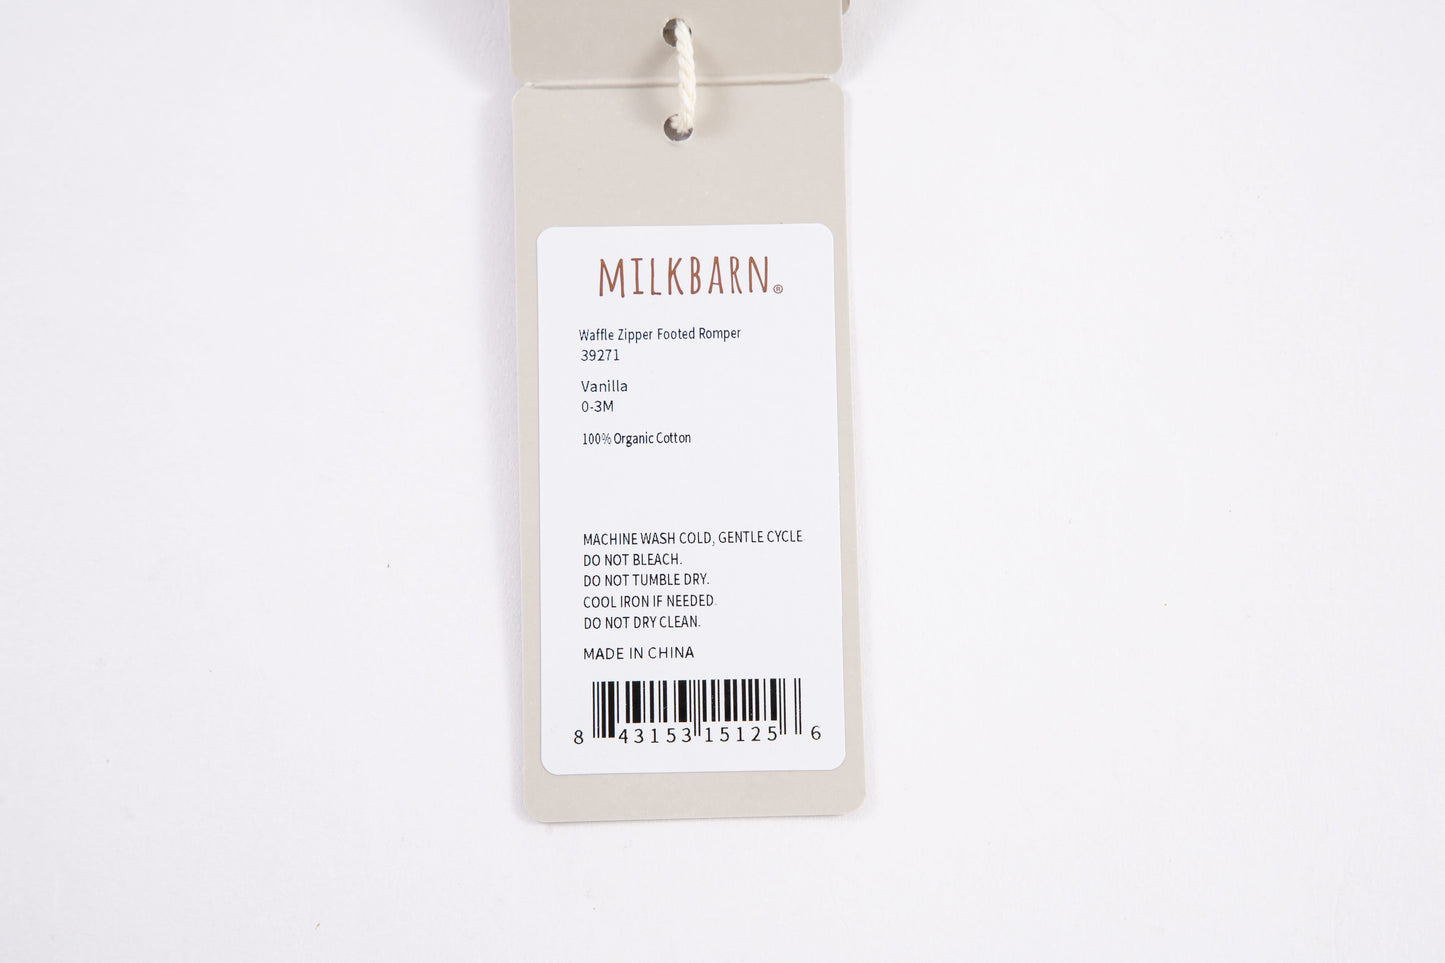 MILKBARN®
Waffle Zipper Footed Romper
39271
Vanilla
0-3M
100% Organic Cotton
MACHINE WASH COLD, GENTLE CYCLE
DO NOT BLEACH.
DO NOT TUMBLE DRY.
COOL IRON IF NEEDED.
DO NOT DRY CLEAN.
MADE IN CHINA
8 43153 15125 6